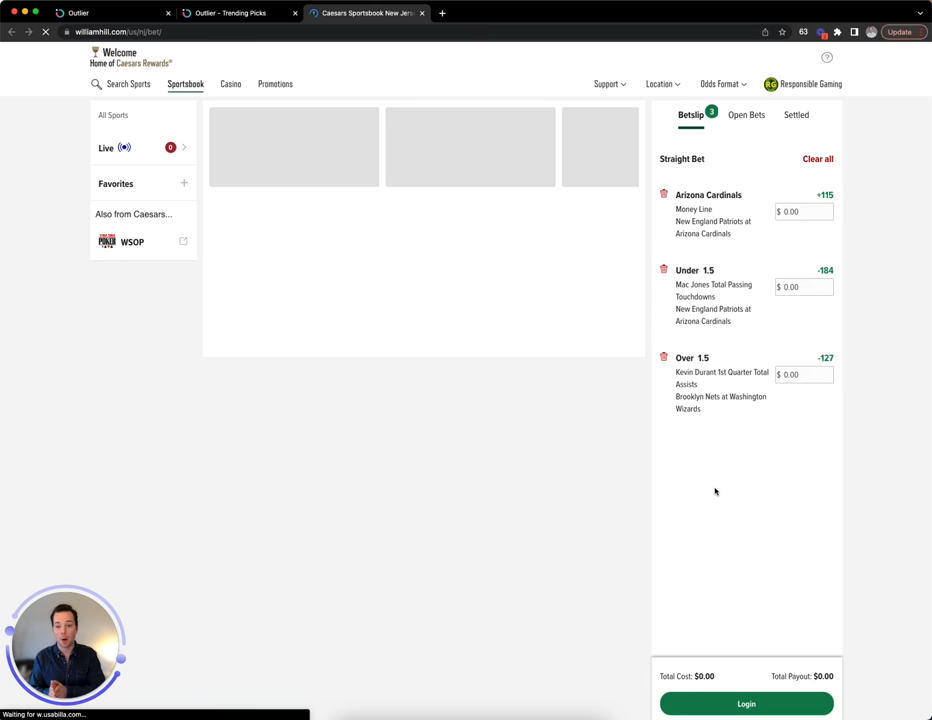 Outlier
Outlier - Trending Picks
Caesars Sportsbook New Jers
williamhill.com/us/nj/bet/
63
Update
Welcome
Home of Caesars Rewards®
Search Sports
Sportsbook
Casino
Promotions
Support
Location
Odds Format
RG
Responsible Gaming
All Sports
Live
0
Favorites
Also from Caesars...
POKER
WSOP
Betslip
3
Open Bets
Settled
Straight Bet
Clear all
Arizona Cardinals
+115
Money Line
New England Patriots at
Arizona Cardinals
$ 0.00
Under 1.5
-184
Mac Jones Total Passing
Touchdowns
New England Patriots at
Arizona Cardinals
$ 0.00
Over 1.5
-127
Kevin Durant 1st Quarter Total
Assists
Brooklyn Nets at Washington
Wizards
$ 0.00
Total Cost: $0.00
Total Payout: $0.00
Login
Waiting for w.usabilla.com...